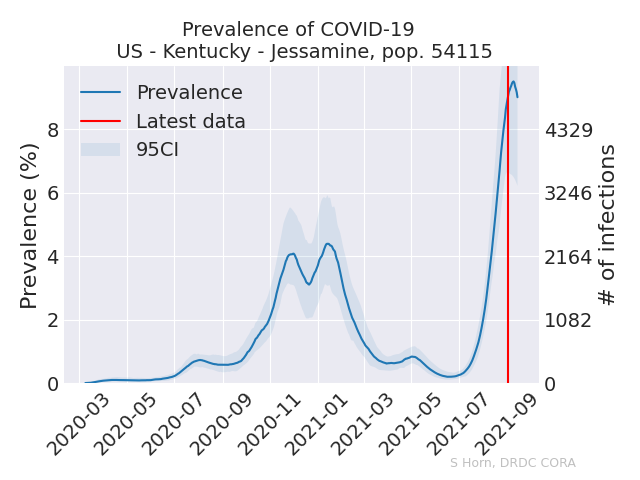 Prevalence of COVID-19
US - Kentucky - Jessamine, pop. 54115
Prevalence
Latest data
95CI
Prevalence (%)
8
6
4
2
0
4329
3246
2164
1082
0
# of infections
2020-03
2020-05
2020-07
2020-09
2020-11
2021-01
2021-03
2021-05
2021-07
2021-09
S Horn, DRDC CORA